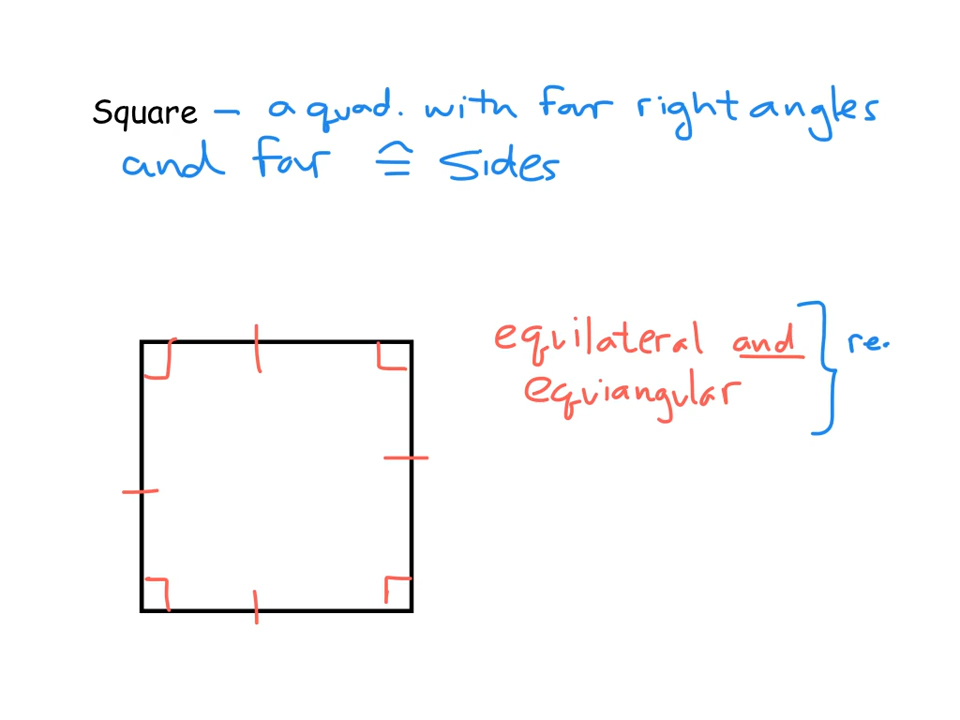 Square – a quad. with four right angles
and four ≅ sides
equilateral and
equiangular
re.